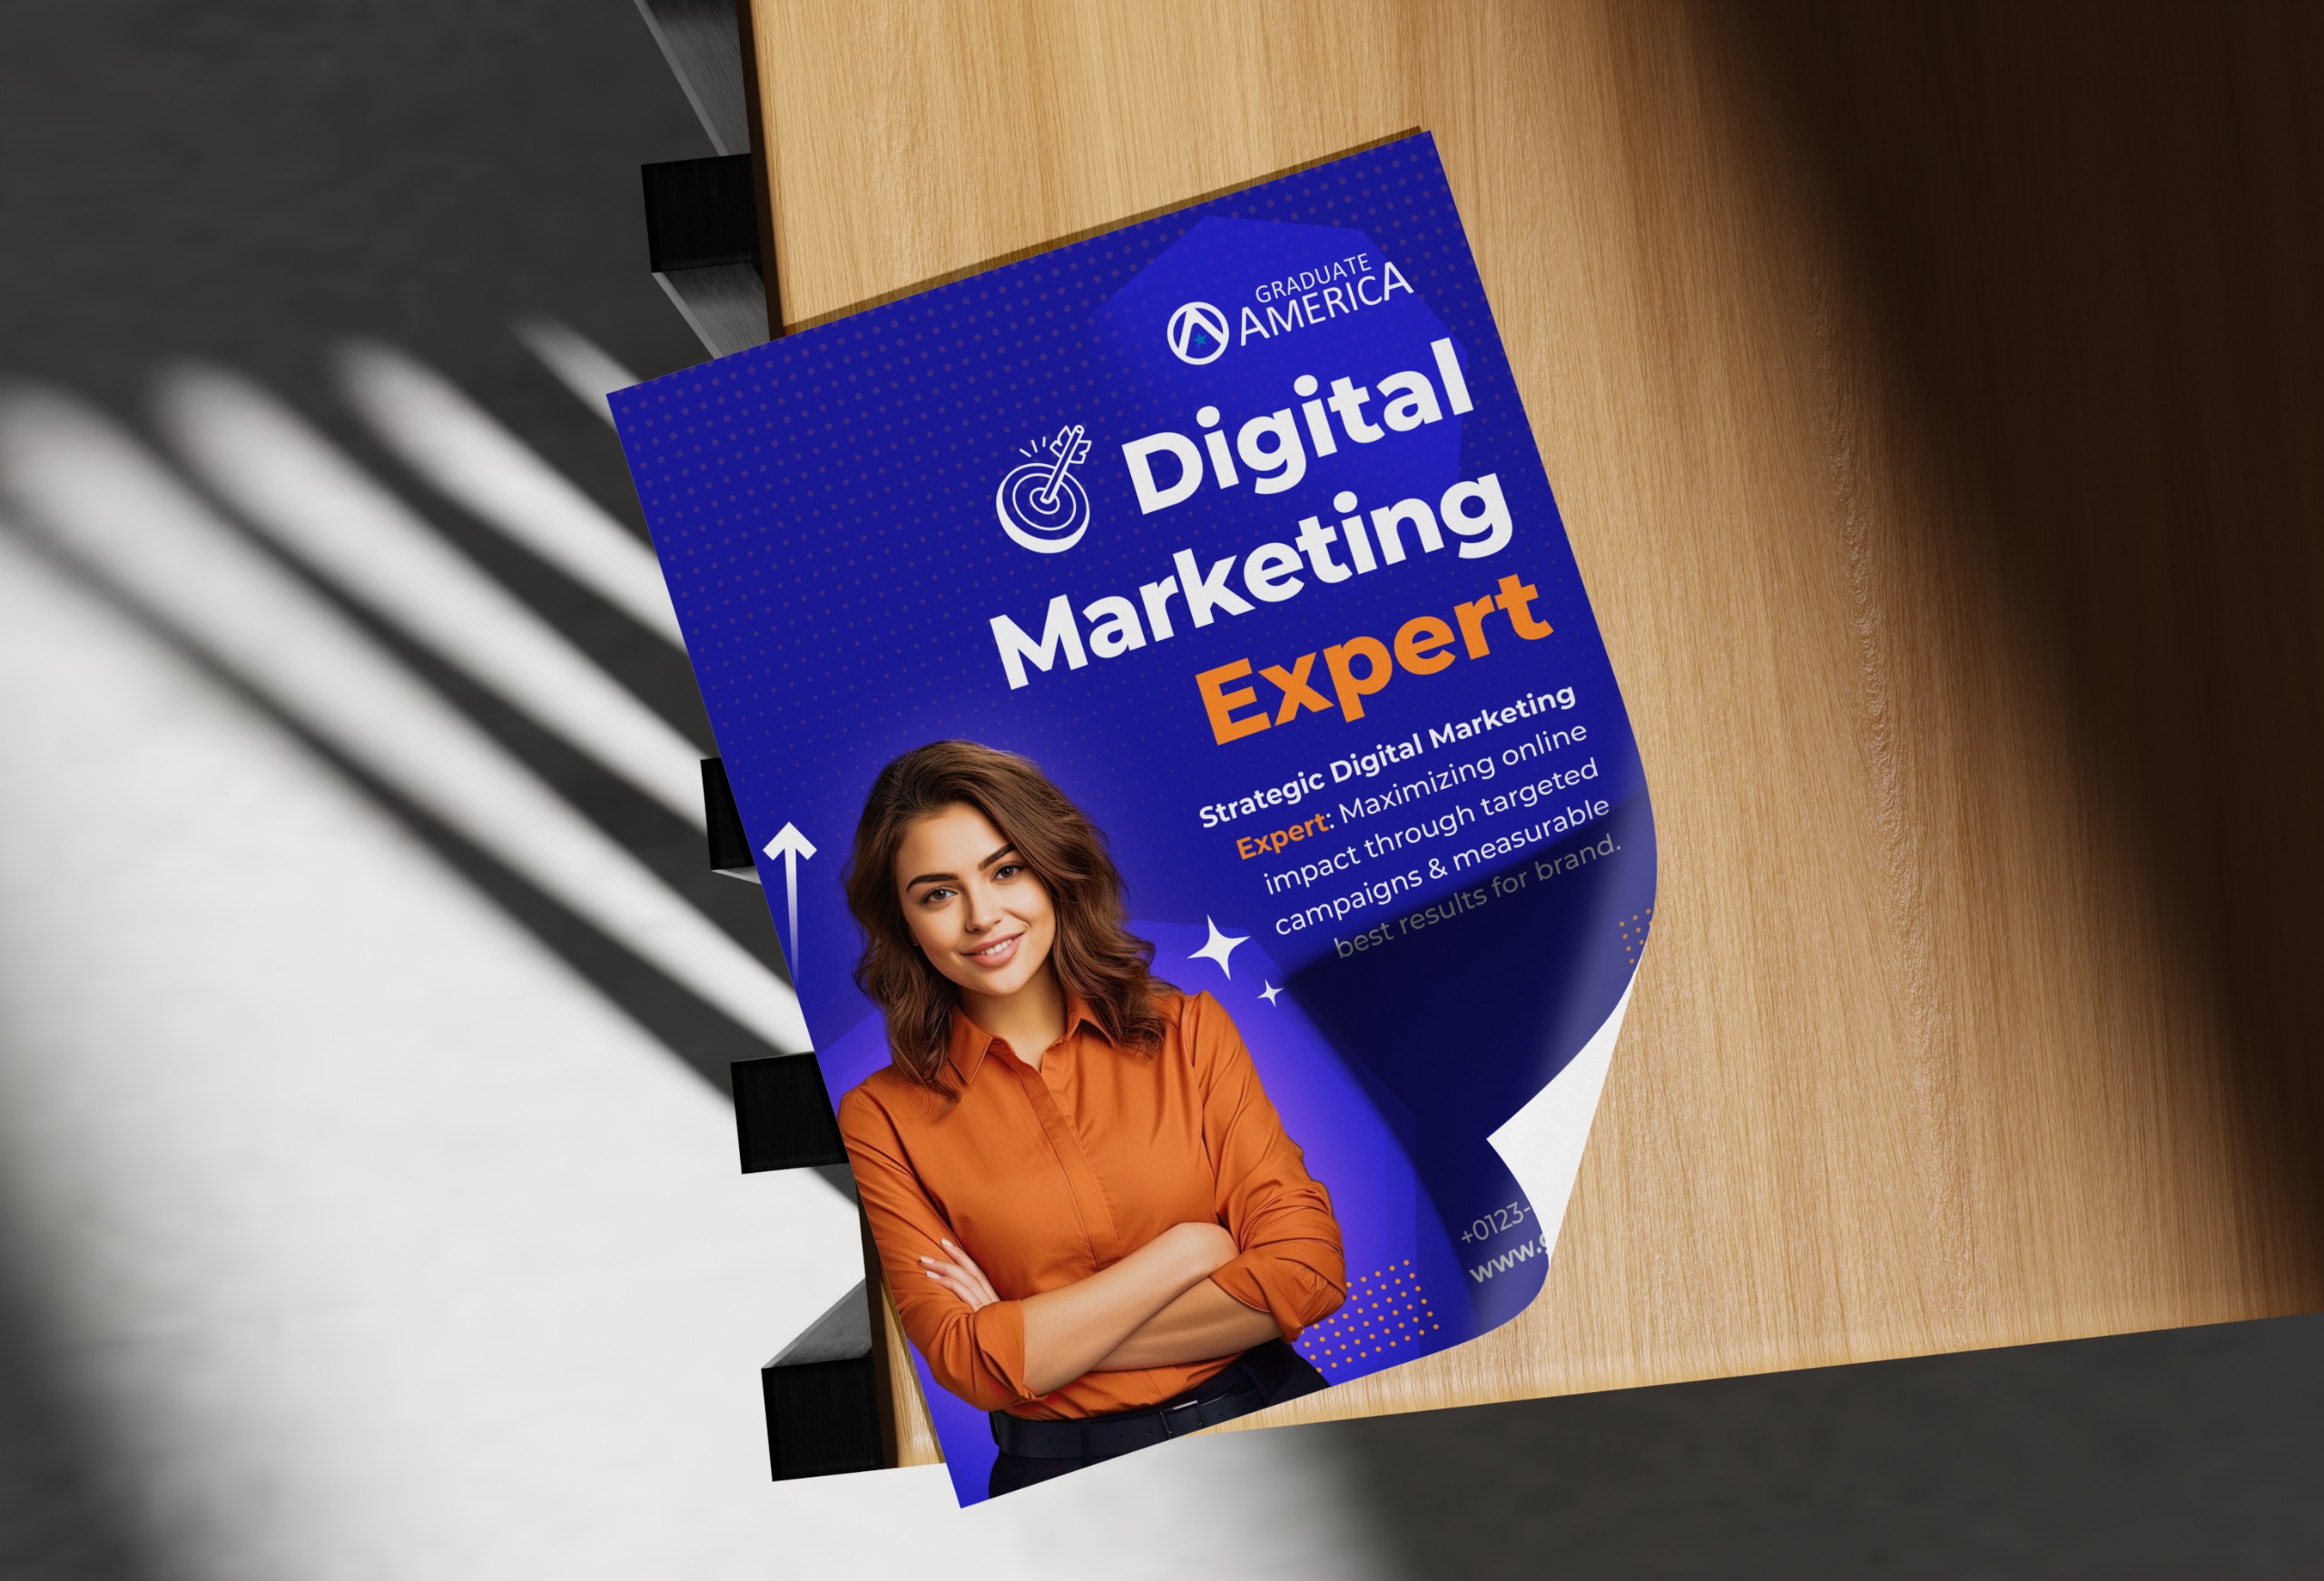 GRADUATE
AMERICA
Digital
Marketing
Expert
Strategic Digital Marketing
Expert: Maximizing online
impact through targeted
campaigns & measurable
best results for brand.
+0123-
www.g